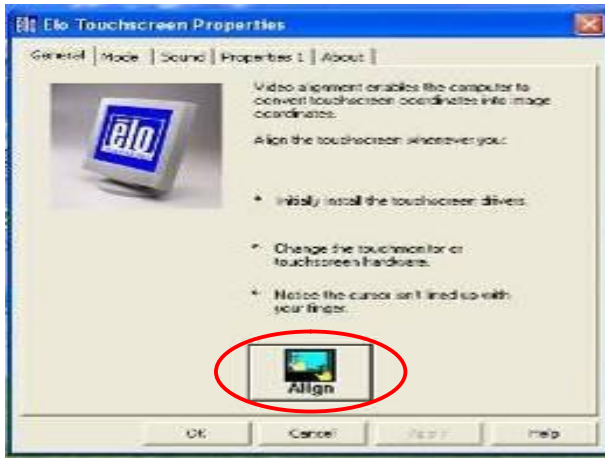 Elo Touchscreen Properties
General Mode Sound Properties 1 About
Video alignment enables the computer to
convert touchscreen coordinates into image
coordinates.
elo
Align the touchscreen whenever you:
* Initially install the touchscreen drivers.
* Change the touchmonitor or
touchscreen hardware.
* Notice the cursor isn't lined up with
your finger.
Align
OK Cancel Apply Help